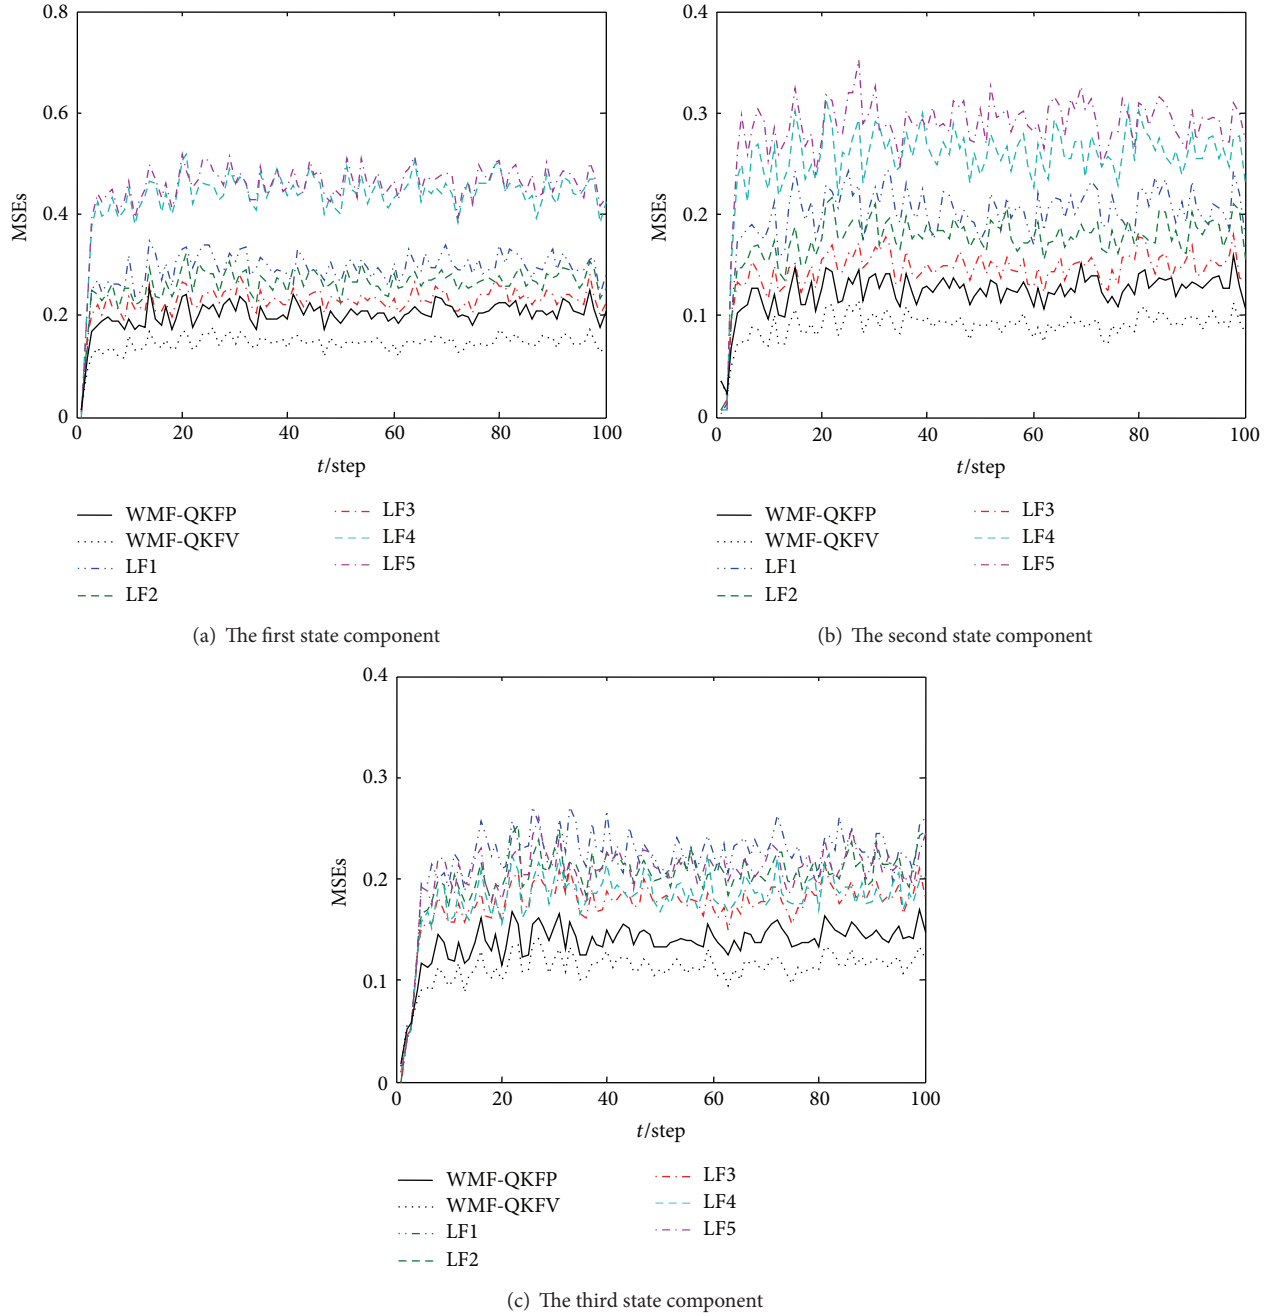 0.8
0.6
0.4
0.2
0
MSEs
0 20 40 60 80 100
t/step
WMF-QKFP
WMF-QKFV
LF1
LF2
LF3
LF4
LF5
(a) The first state component
0.4
0.3
0.2
0.1
0
MSEs
0 20 40 60 80 100
t/step
WMF-QKFP
WMF-QKFV
LF1
LF2
LF3
LF4
LF5
(b) The second state component
0.4
0.3
0.2
0.1
0
MSEs
0 20 40 60 80 100
t/step
WMF-QKFP
WMF-QKFV
LF1
LF2
LF3
LF4
LF5
(c) The third state component